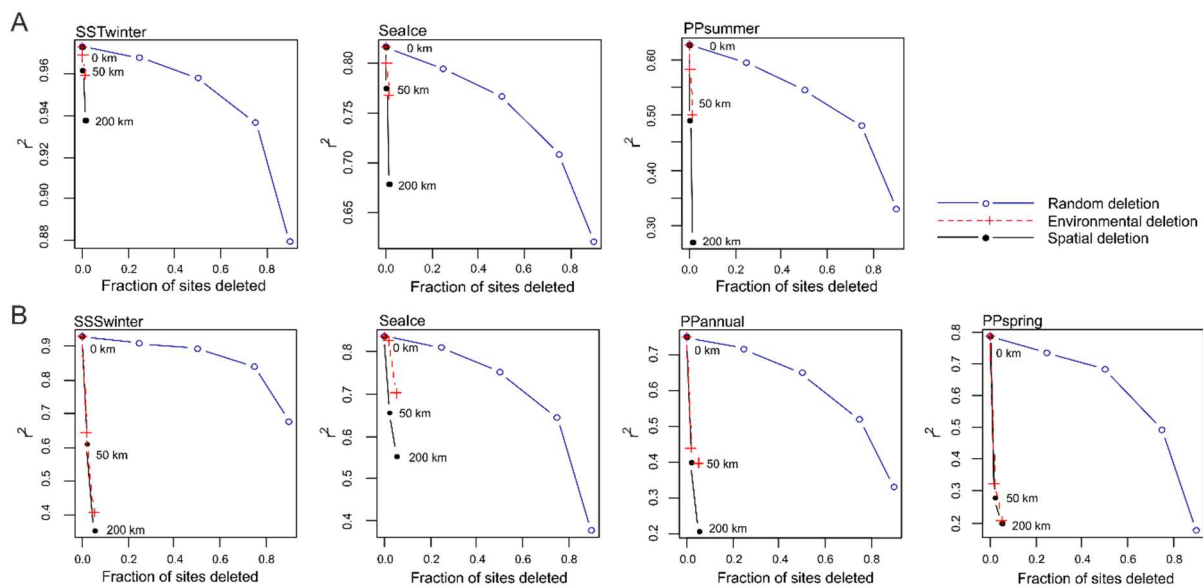 A
SSTwinter
r²
0.96
0.94
0.92
0.90
0.88
0 km
50 km
200 km
0.0 0.2 0.4 0.6 0.8
Fraction of sites deleted
SeaIce
r²
0.80
0.75
0.70
0.65
0 km
50 km
200 km
0.0 0.2 0.4 0.6 0.8
Fraction of sites deleted
PPsummer
r²
0.60
0.50
0.40
0.30
0 km
50 km
200 km
0.0 0.2 0.4 0.6 0.8
Fraction of sites deleted
Random deletion
Environmental deletion
Spatial deletion
B
SSSwinter
r²
0.9
0.8
0.7
0.6
0.5
0.4
0 km
50 km
200 km
0.0 0.2 0.4 0.6 0.8
Fraction of sites deleted
SeaIce
r²
0.8
0.7
0.6
0.5
0.4
0 km
50 km
200 km
0.0 0.2 0.4 0.6 0.8
Fraction of sites deleted
PPannual
r²
0.7
0.6
0.5
0.4
0.3
0.2
0 km
50 km
200 km
0.0 0.2 0.4 0.6 0.8
Fraction of sites deleted
PPspring
r²
0.8
0.7
0.6
0.5
0.4
0.3
0.2
0 km
50 km
200 km
0.0 0.2 0.4 0.6 0.8
Fraction of sites deleted